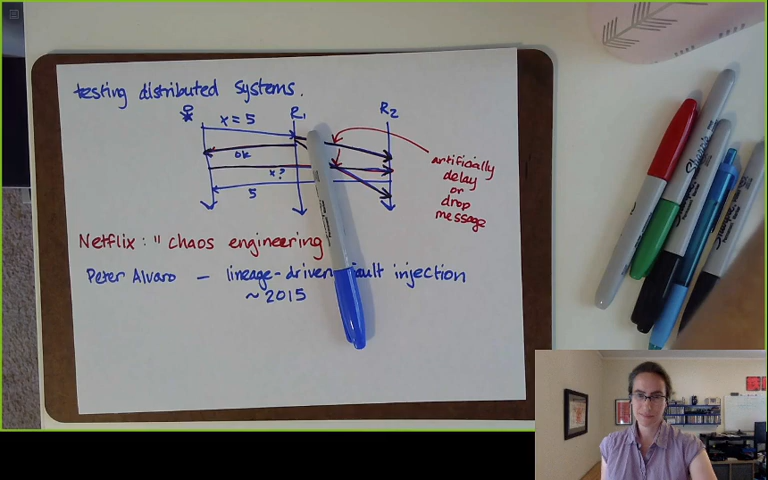 testing distributed systems.
R1
R2
x = 5
ok
x?
5
artificially
delay
or
drop
message
Netflix: "chaos engineering
Peter Alvaro — lineage-driven fault injection
~ 2015
Sharpie